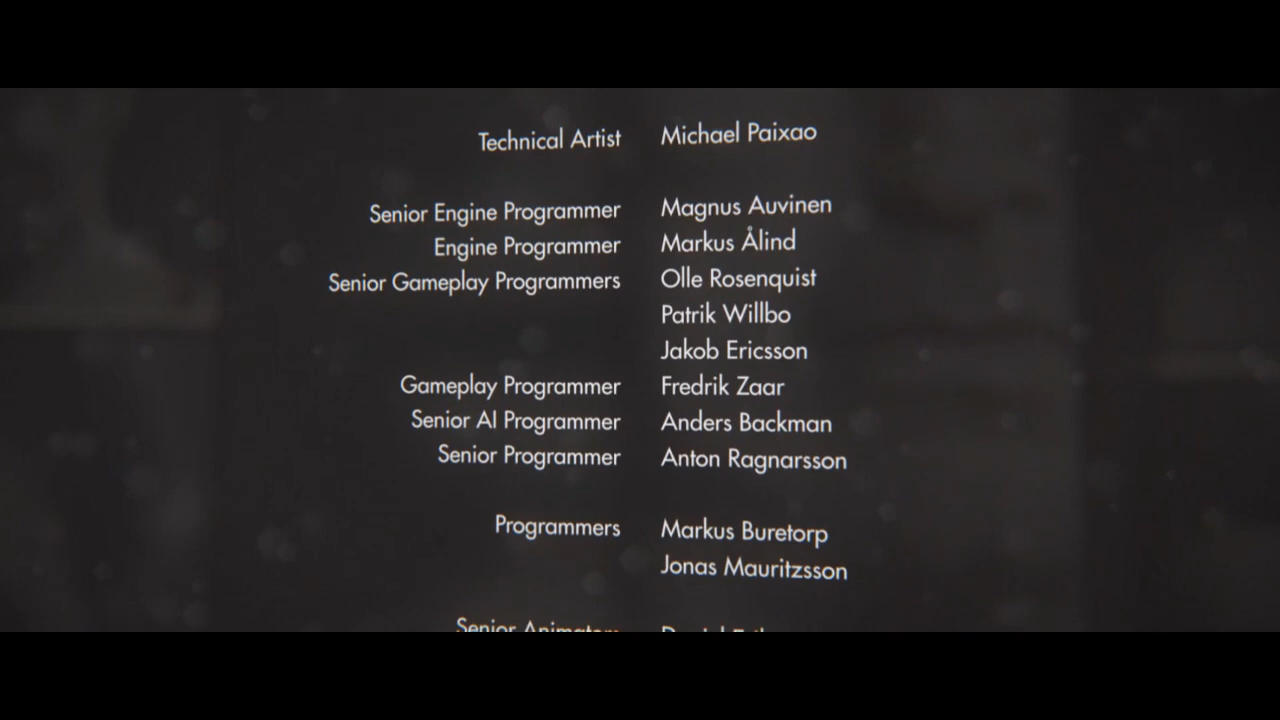 Technical Artist Michael Paixao
Senior Engine Programmer Magnus Auvinen
Engine Programmer Markus Ålind
Senior Gameplay Programmers Olle Rosenquist
Patrik Willbo
Jakob Ericsson
Gameplay Programmer Fredrik Zaar
Senior AI Programmer Anders Backman
Senior Programmer Anton Ragnarsson
Programmers Markus Buretorp
Jonas Mauritzsson
Senior